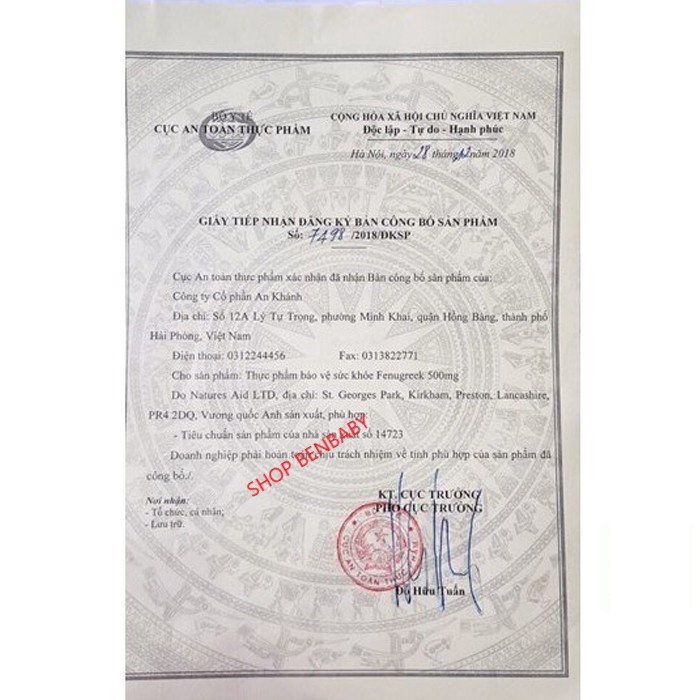 BỘ Y TẾ
CỤC AN TOÀN THỰC PHẨM
CỘNG HÒA XÃ HỘI CHỦ NGHĨA VIỆT NAM
Độc lập - Tự do - Hạnh phúc
Hà Nội, ngày 28 tháng 12 năm 2018
GIẤY TIẾP NHẬN ĐĂNG KÝ BẢN CÔNG BỐ SẢN PHẨM
Số: 7498 /2018/ĐKSP
Cục An toàn thực phẩm xác nhận đã nhận Bản công bố sản phẩm của:
Công ty Cổ phần An Khánh
Địa chỉ: Số 12A Lý Tự Trọng, phường Minh Khai, quận Hồng Bàng, thành phố
Hải Phòng, Việt Nam
Điện thoại: 0312244456 Fax: 0313822771
Cho sản phẩm: Thực phẩm bảo vệ sức khỏe Fenugreek 500mg
Do Natures Aid LTD, địa chỉ: St. Georges Park, Kirkham, Preston, Lancashire,
PR4 2DQ, Vương quốc Anh sản xuất, phù hợp:
- Tiêu chuẩn sản phẩm của nhà sản xuất số 14723
Doanh nghiệp phải hoàn toàn chịu trách nhiệm về tính phù hợp của sản phẩm đã
công bố./.
SHOP BENBABY
Nơi nhận:
- Tổ chức, cá nhân;
- Lưu trữ.
KT. CỤC TRƯỞNG
PHÓ CỤC TRƯỞNG
CỤC AN TOÀN THỰC
Đỗ Hữu Tuấn